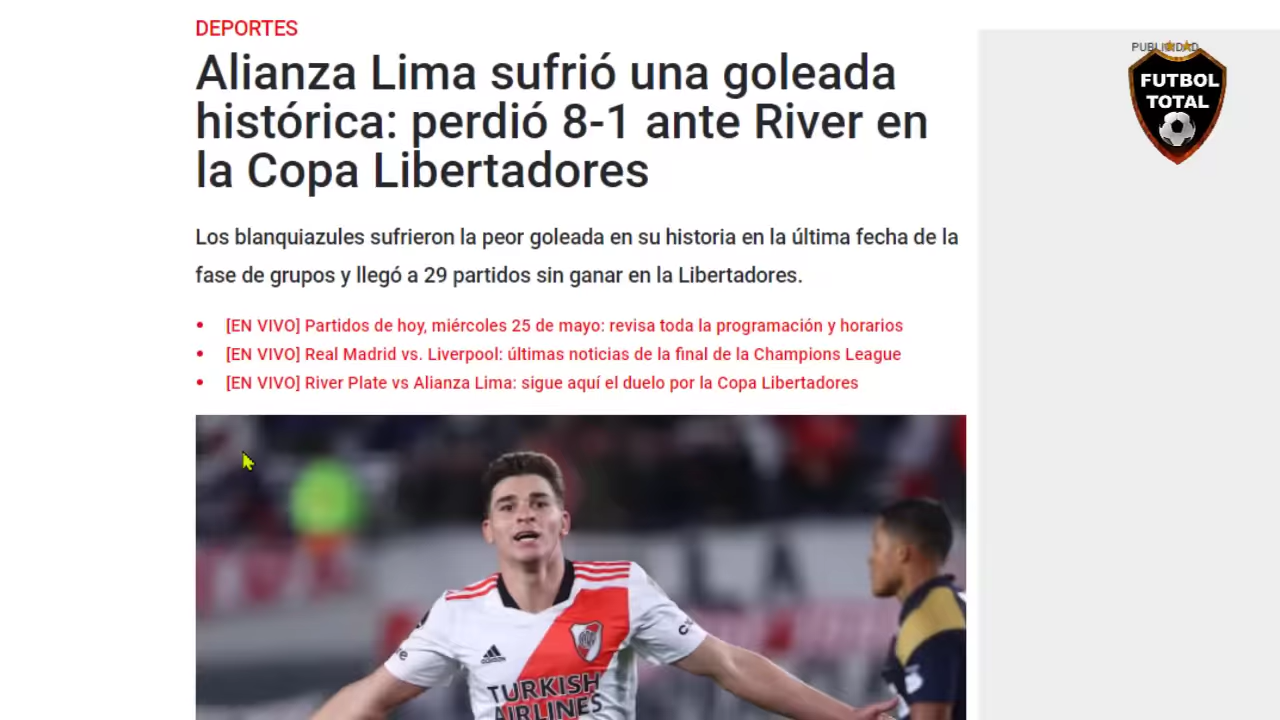 DEPORTES
Alianza Lima sufrió una goleada
histórica: perdió 8-1 ante River en
la Copa Libertadores
Los blanquiazules sufrieron la peor goleada en su historia en la última fecha de la
fase de grupos y llegó a 29 partidos sin ganar en la Libertadores.
[EN VIVO] Partidos de hoy, miércoles 25 de mayo: revisa toda la programación y horarios
[EN VIVO] Real Madrid vs. Liverpool: últimas noticias de la final de la Champions League
[EN VIVO] River Plate vs Alianza Lima: sigue aquí el duelo por la Copa Libertadores
PUBLICIDAD
FUTBOL
TOTAL
TURKISH
AIRLINES